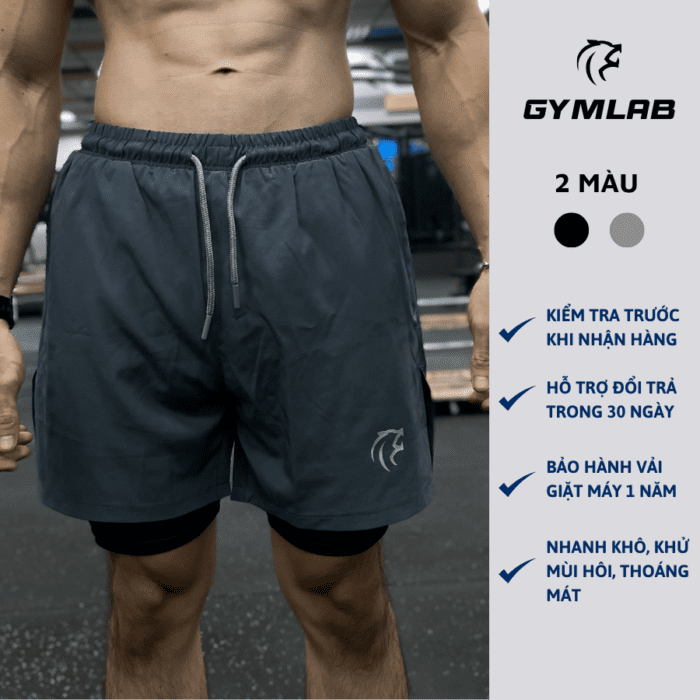 GYMLAB
2 MÀU
KIỂM TRA TRƯỚC
KHI NHẬN HÀNG
HỖ TRỢ ĐỔI TRẢ
TRONG 30 NGÀY
BẢO HÀNH VẢI
GIẶT MÁY 1 NĂM
NHANH KHÔ, KHỬ
MÙI HÔI, THOÁNG
MÁT